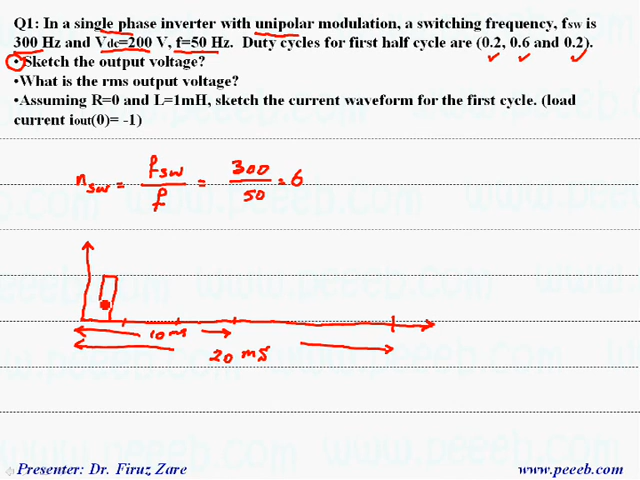 Q1: In a single phase inverter with unipolar modulation, a switching frequency, fsw is
300 Hz and Vdc=200 V, f=50 Hz. Duty cycles for first half cycle are (0.2, 0.6 and 0.2).
•Sketch the output voltage?
•What is the rms output voltage?
•Assuming R=0 and L=1mH, sketch the current waveform for the first cycle. (load
current iout(0)= -1)
nsw = fsw / f = 300 / 50 = 6
10 ms
20 ms
Presenter: Dr. Firuz Zare
www.peeeb.com